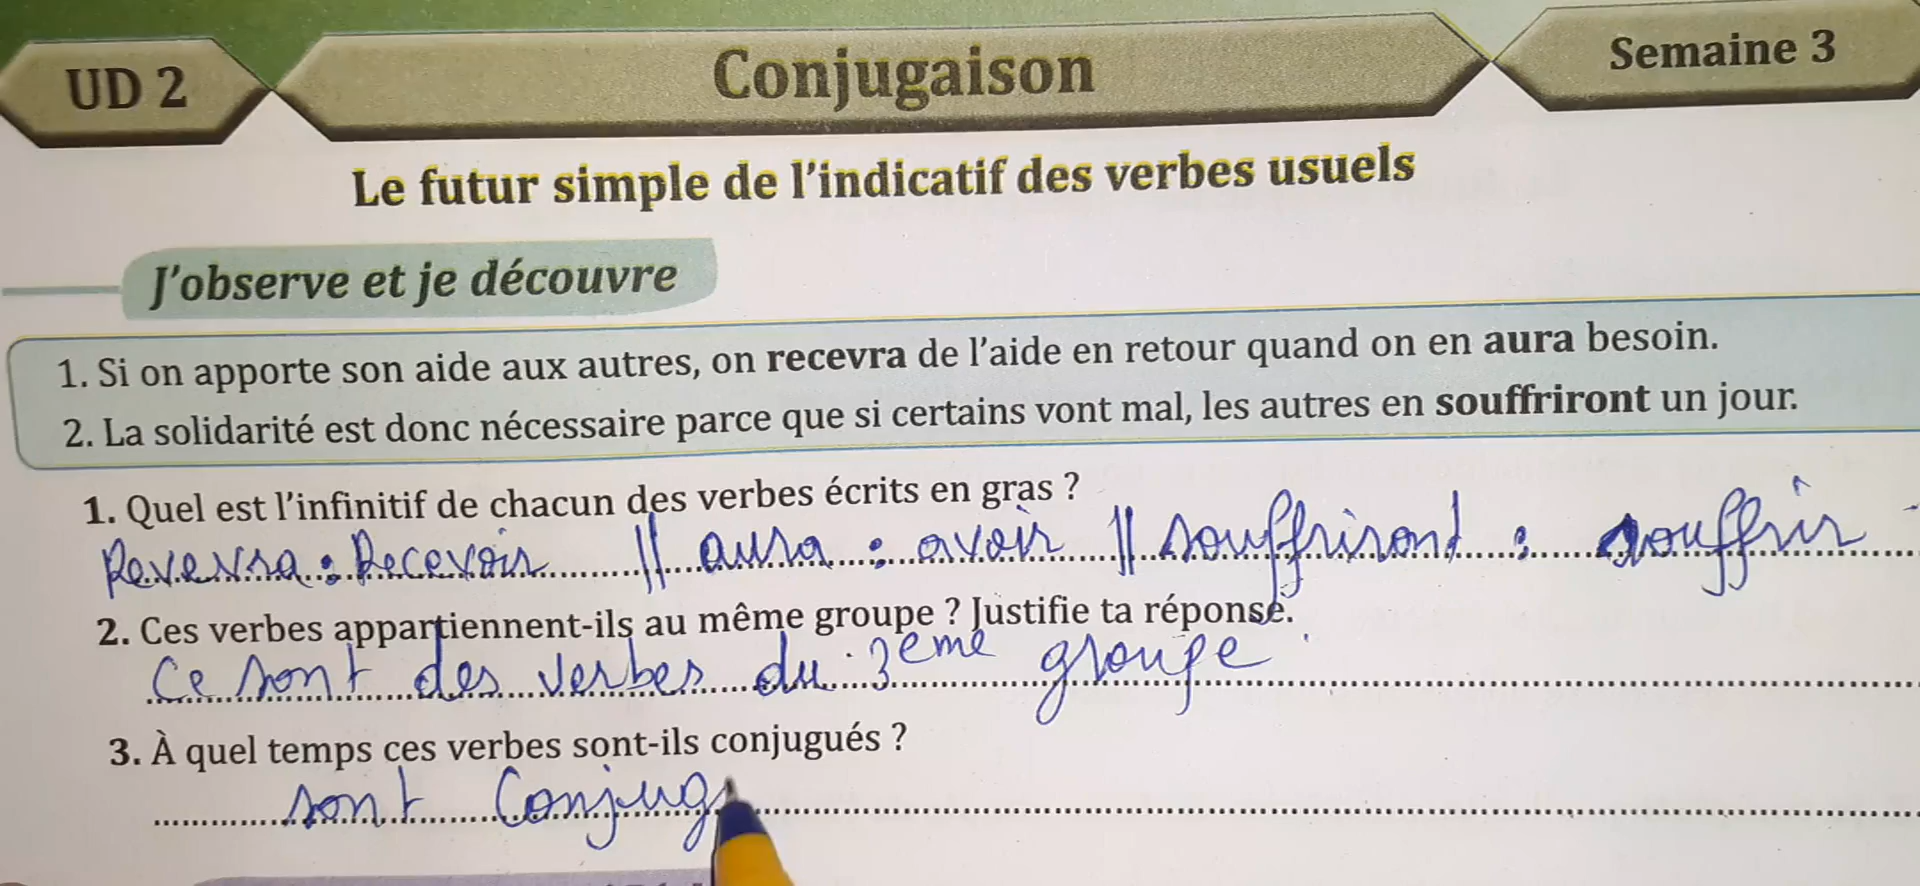 UD 2
Conjugaison
Semaine 3
Le futur simple de l'indicatif des verbes usuels
J'observe et je découvre
1. Si on apporte son aide aux autres, on recevra de l'aide en retour quand on en aura besoin.
2. La solidarité est donc nécessaire parce que si certains vont mal, les autres en souffriront un jour.
1. Quel est l'infinitif de chacun des verbes écrits en gras ?
Revevra : Recevoir || aura : avoir || souffriront : souffrir
2. Ces verbes appartiennent-ils au même groupe ? Justifie ta réponse.
Ce sont des verbes du 3eme groupe
3. À quel temps ces verbes sont-ils conjugués ?
sont Conjug